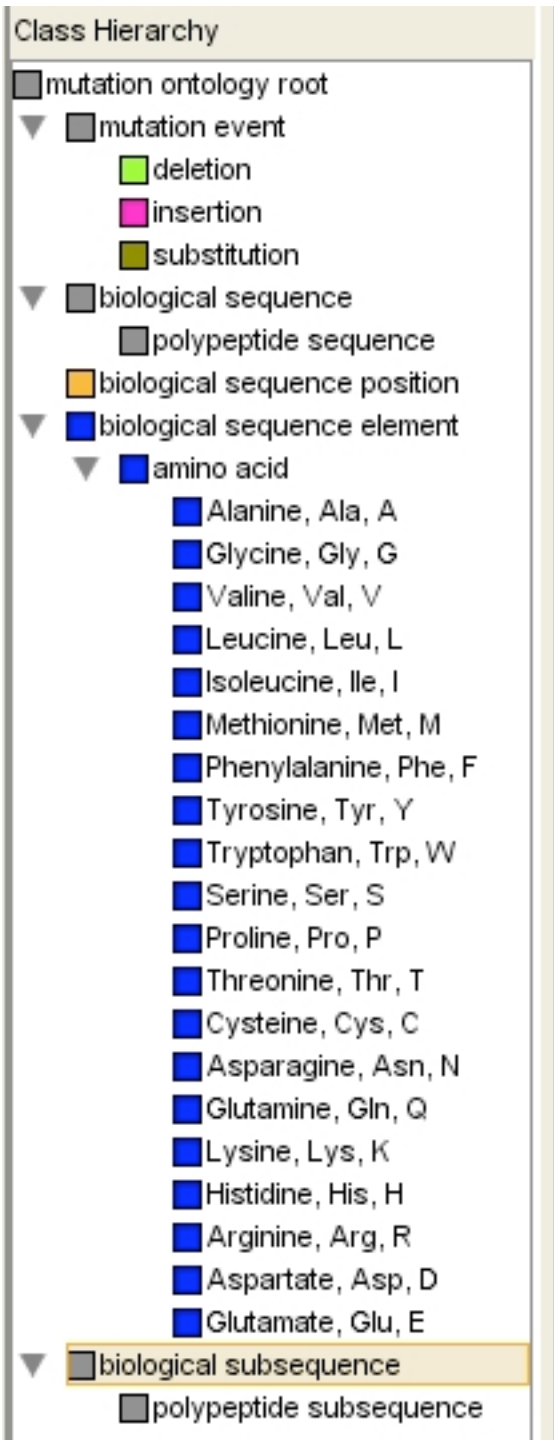 Class Hierarchy
mutation ontology root
mutation event
deletion
insertion
substitution
biological sequence
polypeptide sequence
biological sequence position
biological sequence element
amino acid
Alanine, Ala, A
Glycine, Gly, G
Valine, Val, V
Leucine, Leu, L
Isoleucine, Ile, I
Methionine, Met, M
Phenylalanine, Phe, F
Tyrosine, Tyr, Y
Tryptophan, Trp, W
Serine, Ser, S
Proline, Pro, P
Threonine, Thr, T
Cysteine, Cys, C
Asparagine, Asn, N
Glutamine, Gln, Q
Lysine, Lys, K
Histidine, His, H
Arginine, Arg, R
Aspartate, Asp, D
Glutamate, Glu, E
biological subsequence
polypeptide subsequence